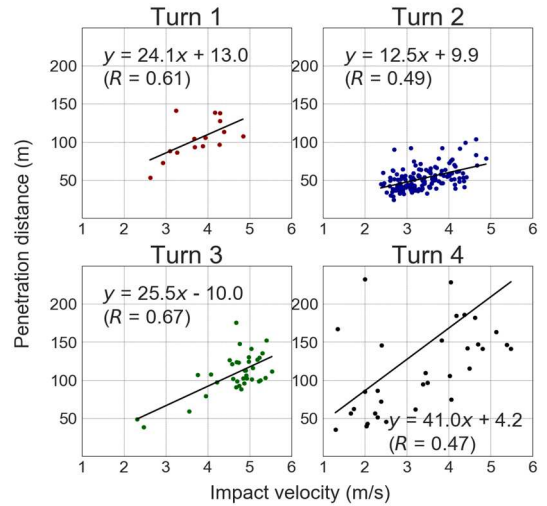 Turn 1
Turn 2
y = 24.1x + 13.0
(R = 0.61)
y = 12.5x + 9.9
(R = 0.49)
200
150
100
50
200
150
100
50
1 2 3 4 5 6
1 2 3 4 5 6
Turn 3
Turn 4
y = 25.5x - 10.0
(R = 0.67)
y = 41.0x + 4.2
(R = 0.47)
200
150
100
50
200
150
100
50
1 2 3 4 5 6
1 2 3 4 5 6
Penetration distance (m)
Impact velocity (m/s)